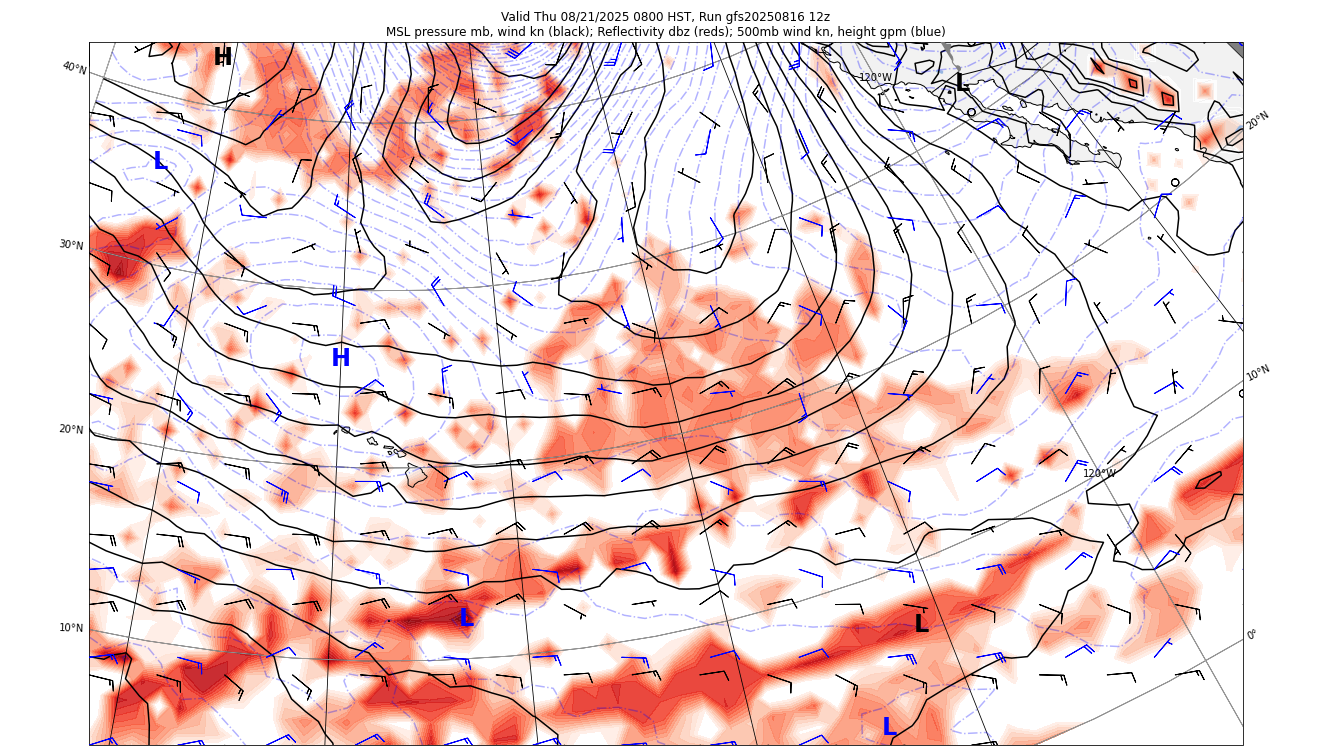 Valid Thu 08/21/2025 0800 HST, Run gfs20250816 12z
MSL pressure mb, wind kn (black); Reflectivity dbz (reds); 500mb wind kn, height gpm (blue)
H
40°N
120°W
L
20°N
L
30°N
H
10°N
20°N
120°W
L
L
10°N
0°
L